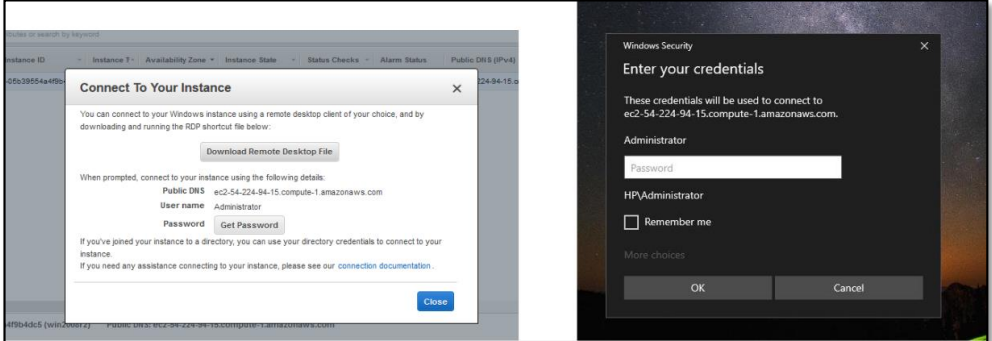 ributes or search by keyword
Instance ID Instance T Availability Zone Instance State Status Checks Alarm Status Public DNS (IPv4)
-05b39554a4f9b 224-94-15.c
Connect To Your Instance
You can connect to your Windows instance using a remote desktop client of your choice, and by
downloading and running the RDP shortcut file below:
Download Remote Desktop File
When prompted, connect to your instance using the following details:
Public DNS ec2-54-224-94-15.compute-1.amazonaws.com
User name Administrator
Password Get Password
If you've joined your instance to a directory, you can use your directory credentials to connect to your
instance.
If you need any assistance connecting to your instance, please see our connection documentation.
Close
4f9b4dc5 (win2008r2) Public DNS: ec2-54-224-94-15.compute-1.amazonaws.com
Windows Security
Enter your credentials
These credentials will be used to connect to
ec2-54-224-94-15.compute-1.amazonaws.com.
Administrator
Password
HP\Administrator
Remember me
More choices
OK Cancel